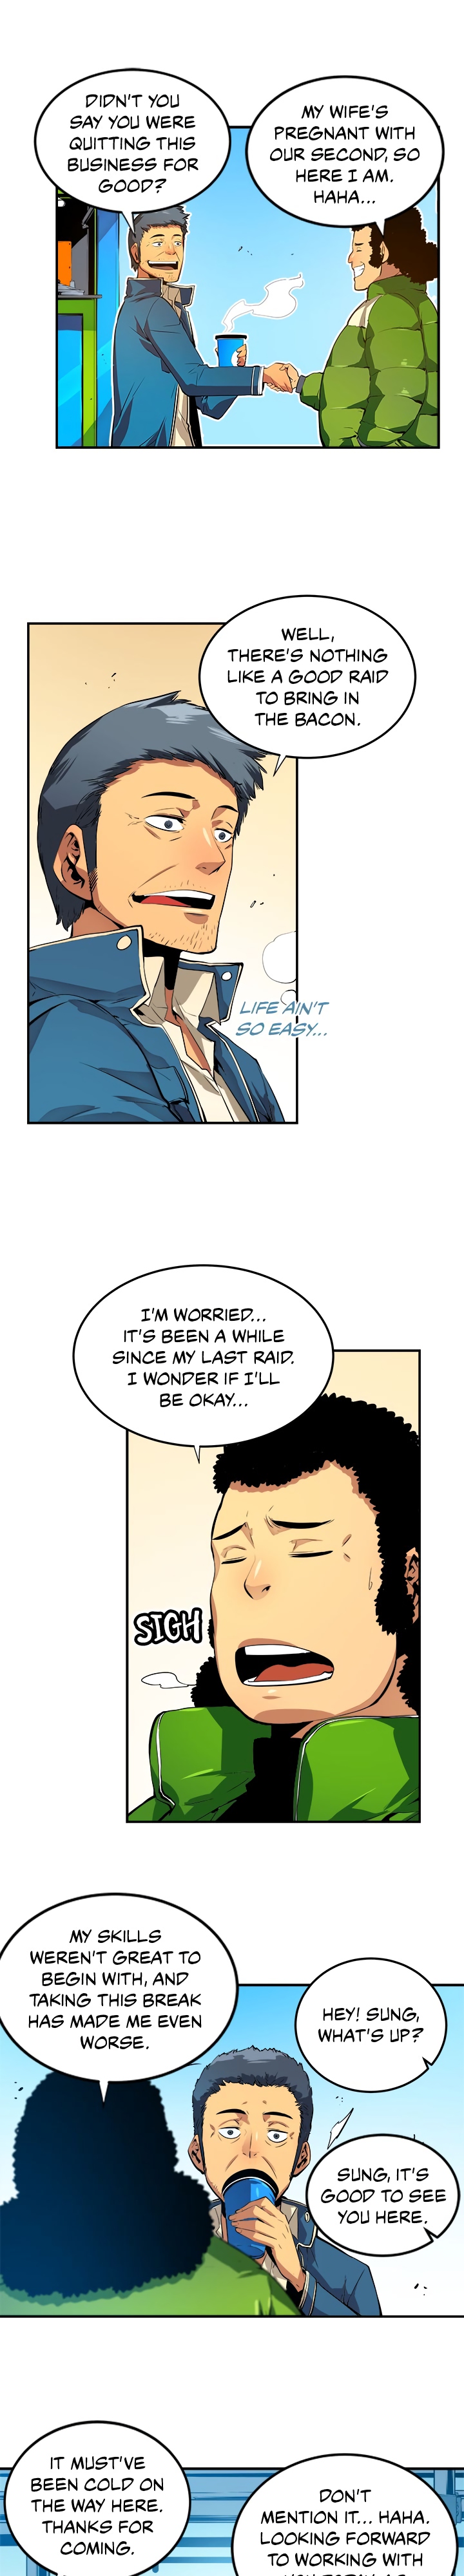 DIDN'T YOU
SAY YOU WERE
QUITTING THIS
BUSINESS FOR
GOOD?
MY WIFE'S
PREGNANT WITH
OUR SECOND, SO
HERE I AM.
HAHA...
WELL,
THERE'S NOTHING
LIKE A GOOD RAID
TO BRING IN
THE BACON.
LIFE AIN'T
SO EASY...
I'M WORRIED...
IT'S BEEN A WHILE
SINCE MY LAST RAID.
I WONDER IF I'LL
BE OKAY...
SIGH
MY SKILLS
WEREN'T GREAT TO
BEGIN WITH, AND
TAKING THIS BREAK
HAS MADE ME EVEN
WORSE.
HEY! SUNG,
WHAT'S UP?
SUNG, IT'S
GOOD TO SEE
YOU HERE.
IT MUST'VE
BEEN COLD ON
THE WAY HERE.
THANKS FOR
COMING.
DON'T
MENTION IT... HAHA.
LOOKING FORWARD
TO WORKING WITH